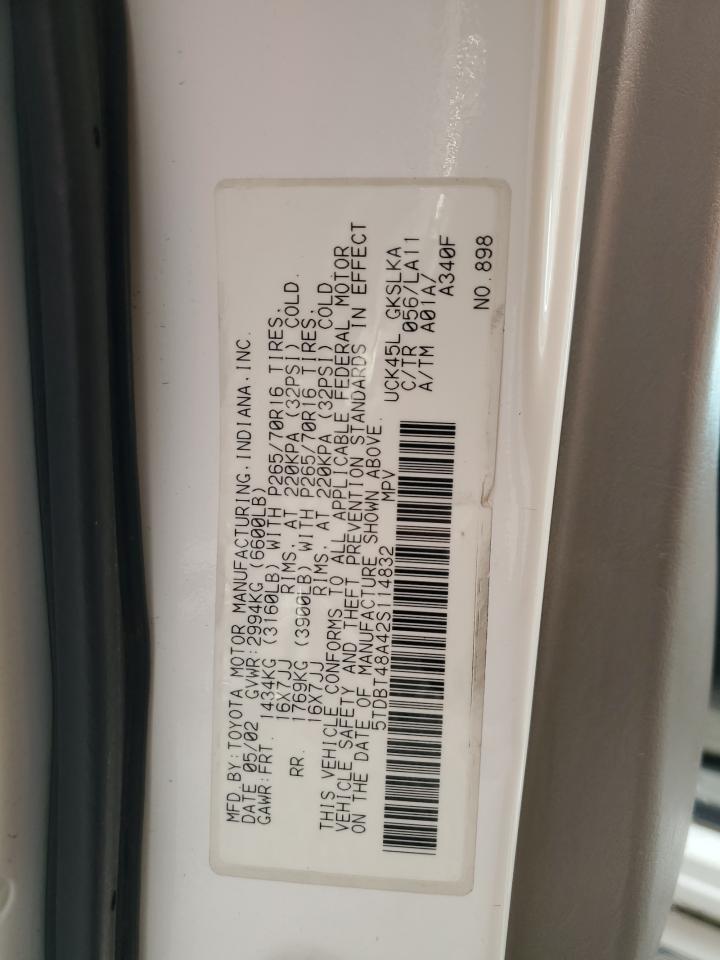 MFD.BY:TOYOTA MOTOR MANUFACTURING.INDIANA.INC.
DATE 05/02 GVWR:2994KG (6600LB)
GAWR:FRT. 1434KG (3160LB) WITH P265/70R16 TIRES.
16X7JJ RIMS. AT 220KPA (32PSI) COLD.
RR. 1769KG (3900LB) WITH P265/70R16 TIRES.
16X7JJ RIMS. AT 220KPA (32PSI) COLD.
THIS VEHICLE CONFORMS TO ALL APPLICABLE FEDERAL MOTOR
VEHICLE SAFETY AND THEFT PREVENTION STANDARDS IN EFFECT
ON THE DATE OF MANUFACTURE SHOWN ABOVE.
5TDBT48A42S114832 MPV
UCK45L GKSLKA
C/TR 056/LA11
A/TM A01A/
A340F
NO.898